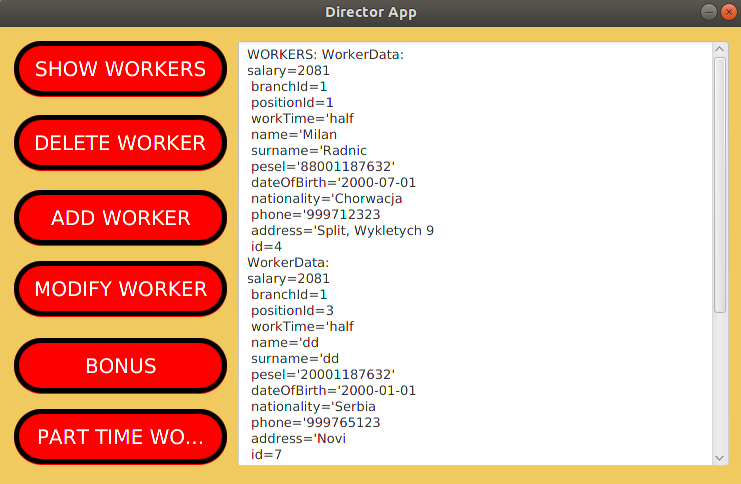 Director App
SHOW WORKERS
DELETE WORKER
ADD WORKER
MODIFY WORKER
BONUS
PART TIME WO...
WORKERS: WorkerData:
salary=2081
branchId=1
positionId=1
workTime='half
name='Milan
surname='Radnic
pesel='88001187632'
dateOfBirth='2000-07-01
nationality='Chorwacja
phone='999712323
address='Split, Wykletych 9
id=4
WorkerData:
salary=2081
branchId=1
positionId=3
workTime='half
name='dd
surname='dd
pesel='20001187632'
dateOfBirth='2000-01-01
nationality='Serbia
phone='999765123
address='Novi
id=7